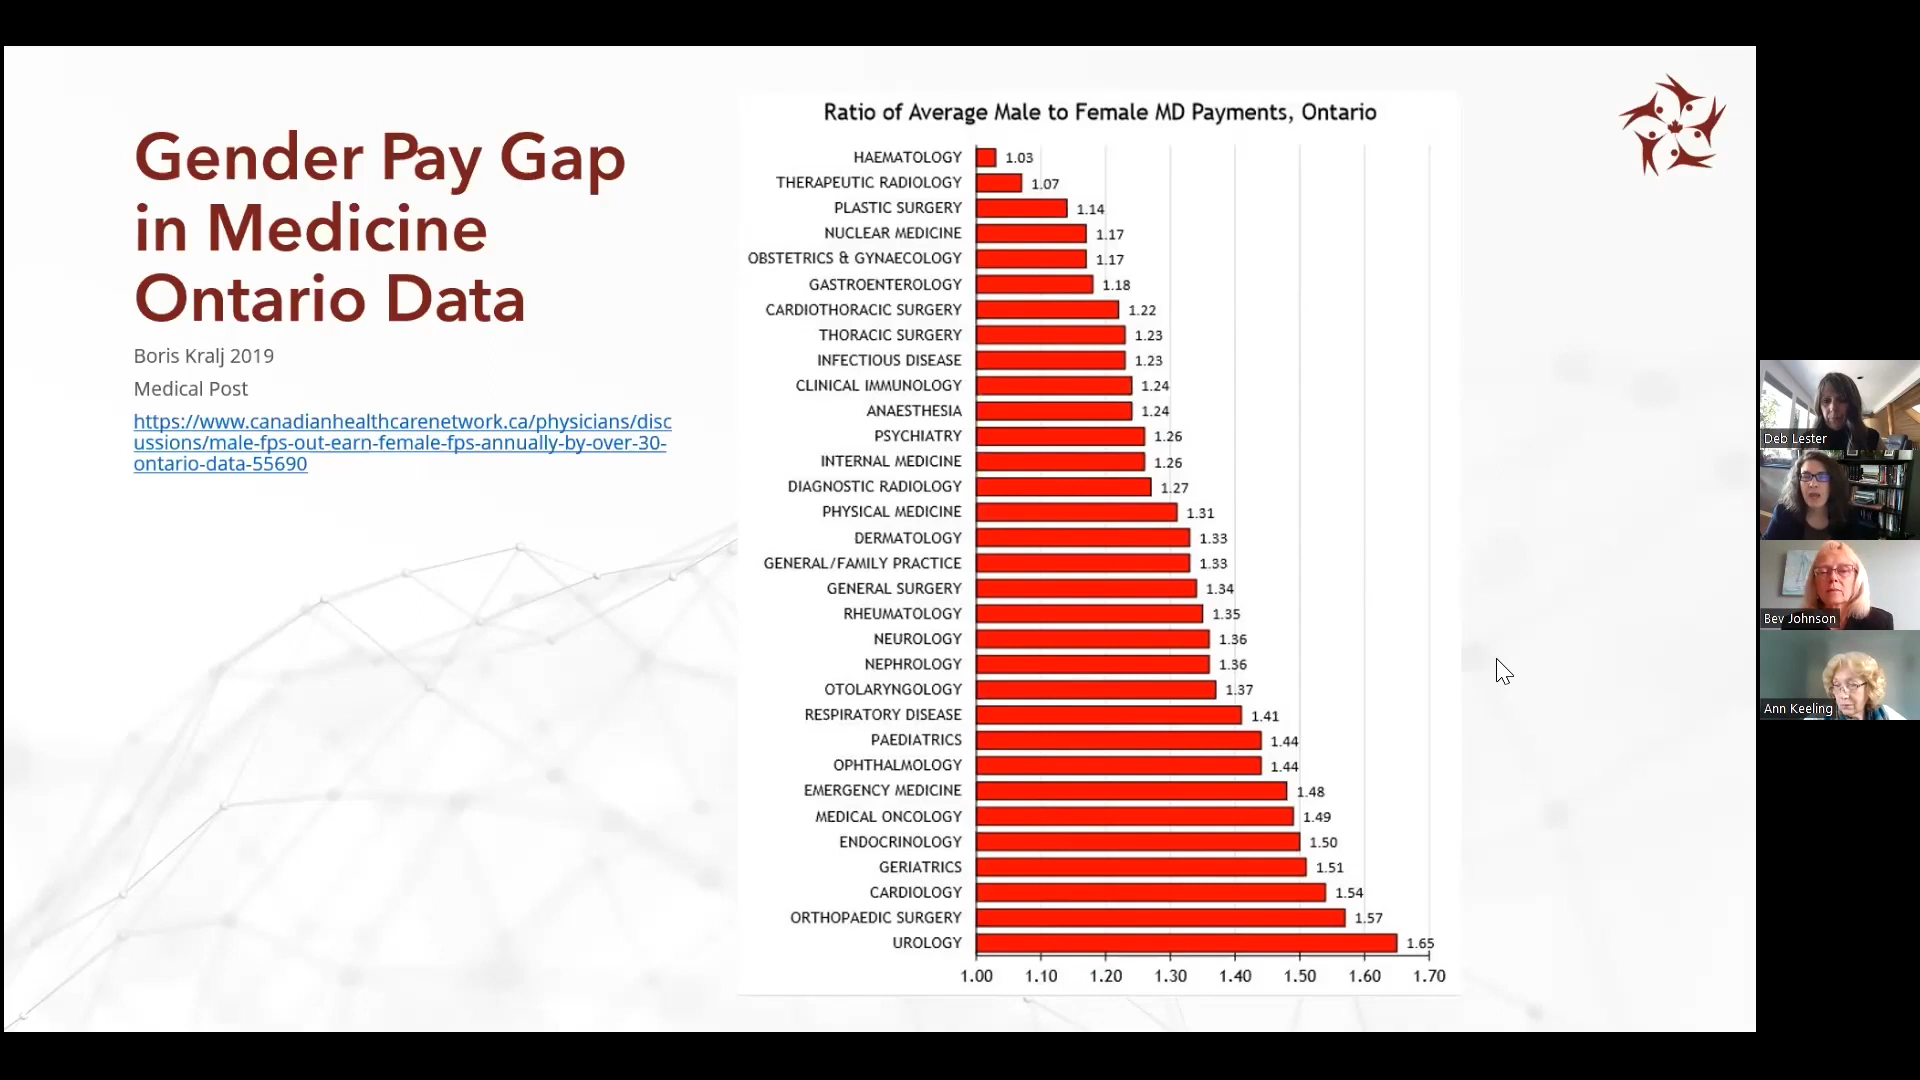 Gender Pay Gap
in Medicine
Ontario Data
Boris Kralj 2019
Medical Post
https://www.canadianhealthcarenetwork.ca/physicians/disc
ussions/male-fps-out-earn-female-fps-annually-by-over-30-
ontario-data-55690
Ratio of Average Male to Female MD Payments, Ontario
HAEMATOLOGY 1.03
THERAPEUTIC RADIOLOGY 1.07
PLASTIC SURGERY 1.14
NUCLEAR MEDICINE 1.17
OBSTETRICS & GYNAECOLOGY 1.17
GASTROENTEROLOGY 1.18
CARDIOTHORACIC SURGERY 1.22
THORACIC SURGERY 1.23
INFECTIOUS DISEASE 1.23
CLINICAL IMMUNOLOGY 1.24
ANAESTHESIA 1.24
PSYCHIATRY 1.26
INTERNAL MEDICINE 1.26
DIAGNOSTIC RADIOLOGY 1.27
PHYSICAL MEDICINE 1.31
DERMATOLOGY 1.33
GENERAL/FAMILY PRACTICE 1.33
GENERAL SURGERY 1.34
RHEUMATOLOGY 1.35
NEUROLOGY 1.36
NEPHROLOGY 1.36
OTOLARYNGOLOGY 1.37
RESPIRATORY DISEASE 1.41
PAEDIATRICS 1.44
OPHTHALMOLOGY 1.44
EMERGENCY MEDICINE 1.48
MEDICAL ONCOLOGY 1.49
ENDOCRINOLOGY 1.50
GERIATRICS 1.51
CARDIOLOGY 1.54
ORTHOPAEDIC SURGERY 1.57
UROLOGY 1.65
1.00 1.10 1.20 1.30 1.40 1.50 1.60 1.70
Deb Lester
Bev Johnson
Ann Keeling